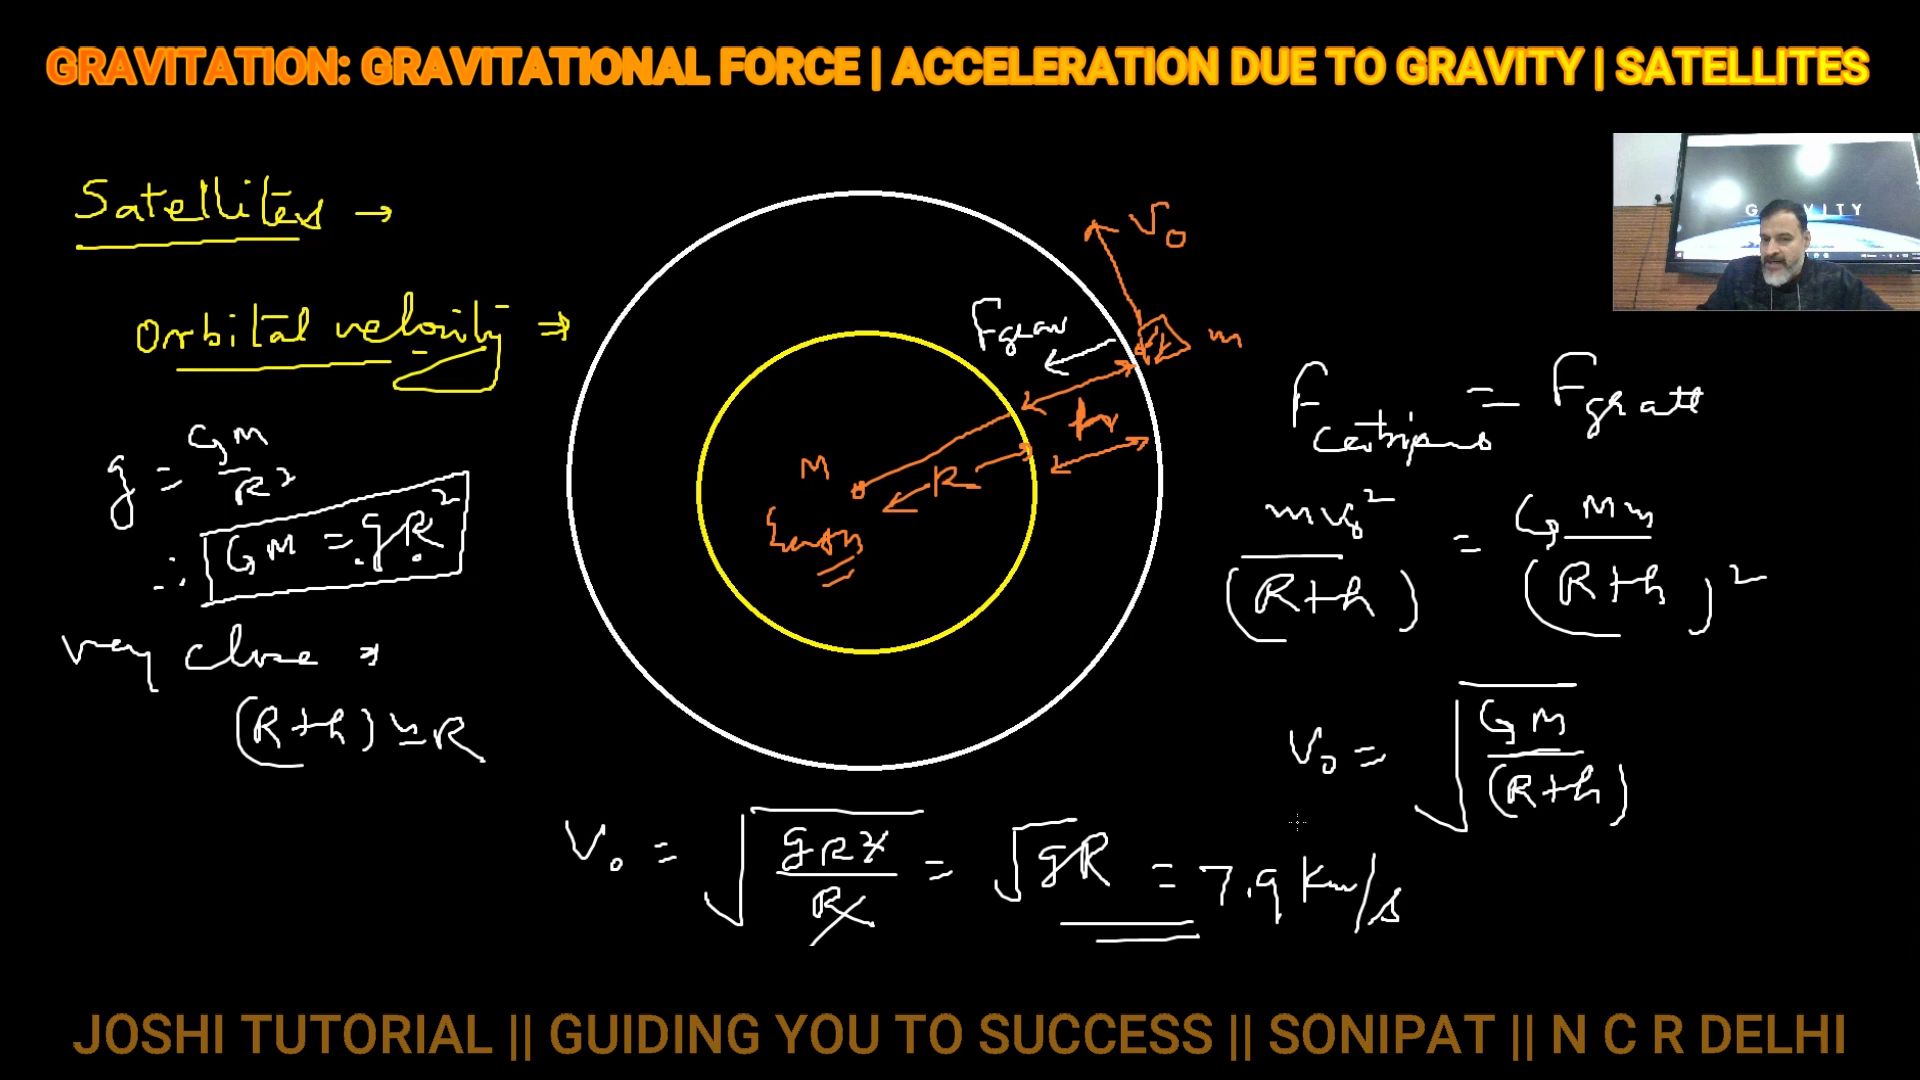 GRAVITATION: GRAVITATIONAL FORCE | ACCELERATION DUE TO GRAVITY | SATELLITES
GRAVITY
Satellites →
Orbital velocity ⇒
g = GM / R²
∴ GM = gR²
very close →
(R+h) ≃ R
V₀
m
Fgrav
h
M
R
Earth
F = Fgrav
mv₀² / (R+h) = G Mm / (R+h)²
V₀ = √(GM / (R+h))
V₀ = √(gR² / R) = √gR = 7.9 Km/s
JOSHI TUTORIAL || GUIDING YOU TO SUCCESS || SONIPAT || N C R DELHI